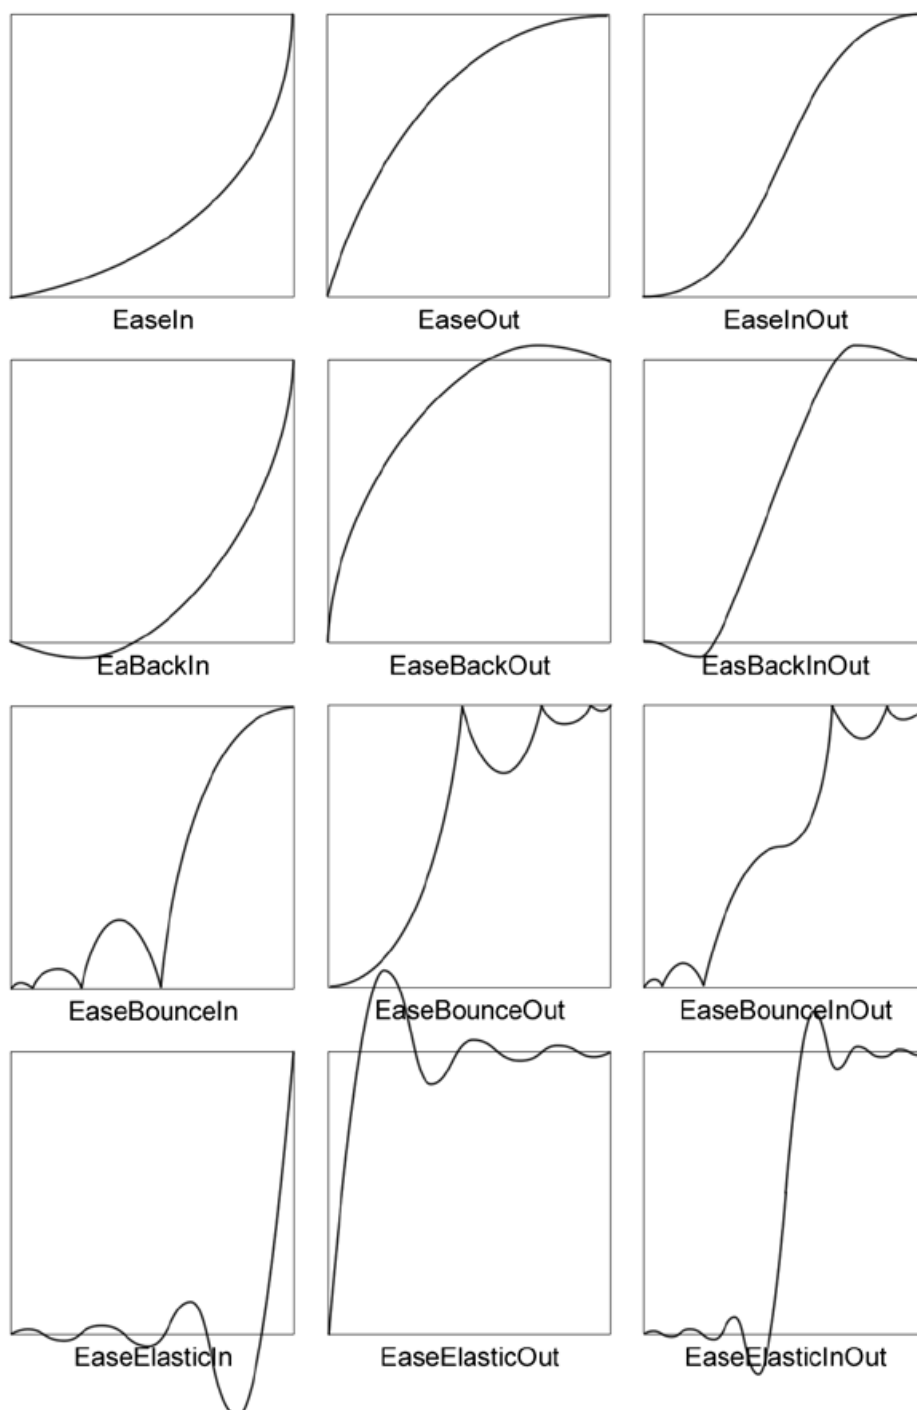 EaseIn
EaseOut
EaseInOut
EaBackIn
EaseBackOut
EasBackInOut
EaseBounceIn
EaseBounceOut
EaseBounceInOut
EaseElasticIn
EaseElasticOut
EaseElasticInOut